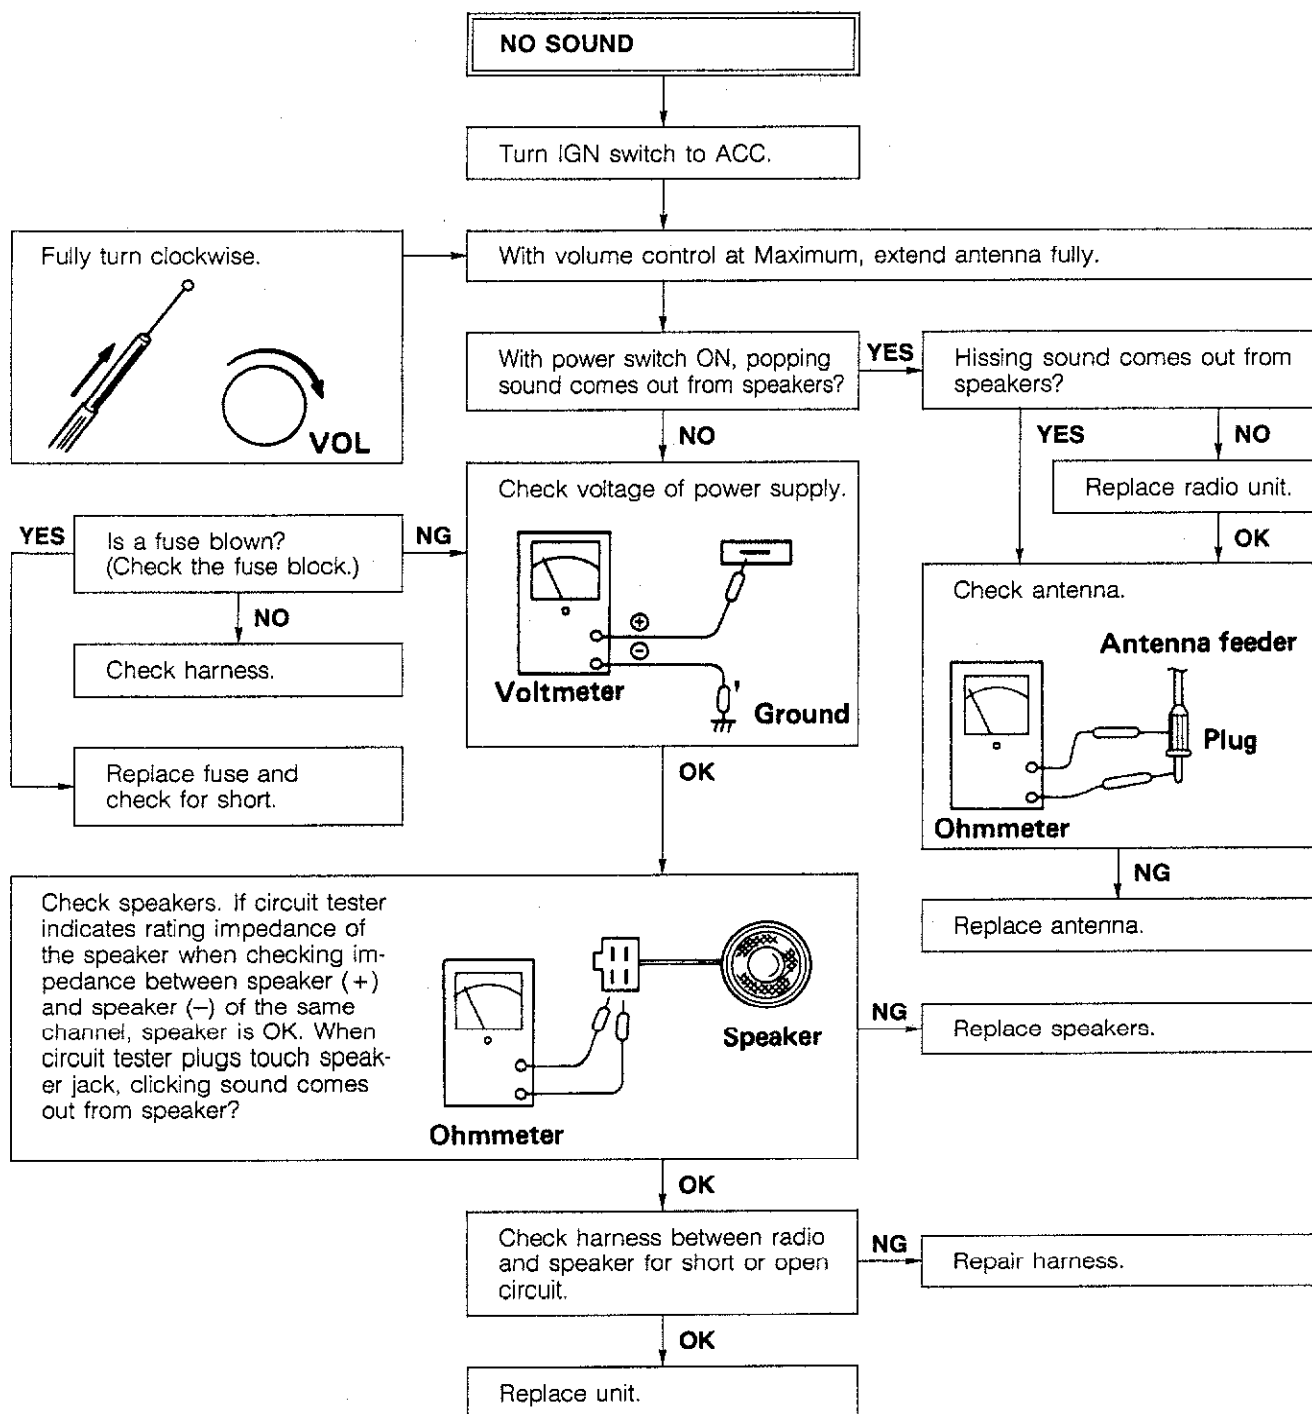 NO SOUND
Turn IGN switch to ACC.
Fully turn clockwise.
VOL
With volume control at Maximum, extend antenna fully.
With power switch ON, popping
sound comes out from speakers?
YES
Hissing sound comes out from
speakers?
NO
YES
NO
Replace radio unit.
OK
Check voltage of power supply.
+
−
Voltmeter
Ground
NG
Is a fuse blown?
(Check the fuse block.)
YES
NO
Check harness.
Replace fuse and
check for short.
OK
Check antenna.
Antenna feeder
Plug
Ohmmeter
NG
Replace antenna.
Check speakers. If circuit tester
indicates rating impedance of
the speaker when checking im-
pedance between speaker (+)
and speaker (–) of the same
channel, speaker is OK. When
circuit tester plugs touch speak-
er jack, clicking sound comes
out from speaker?
Ohmmeter
Speaker
NG
Replace speakers.
OK
Check harness between radio
and speaker for short or open
circuit.
NG
Repair harness.
OK
Replace unit.